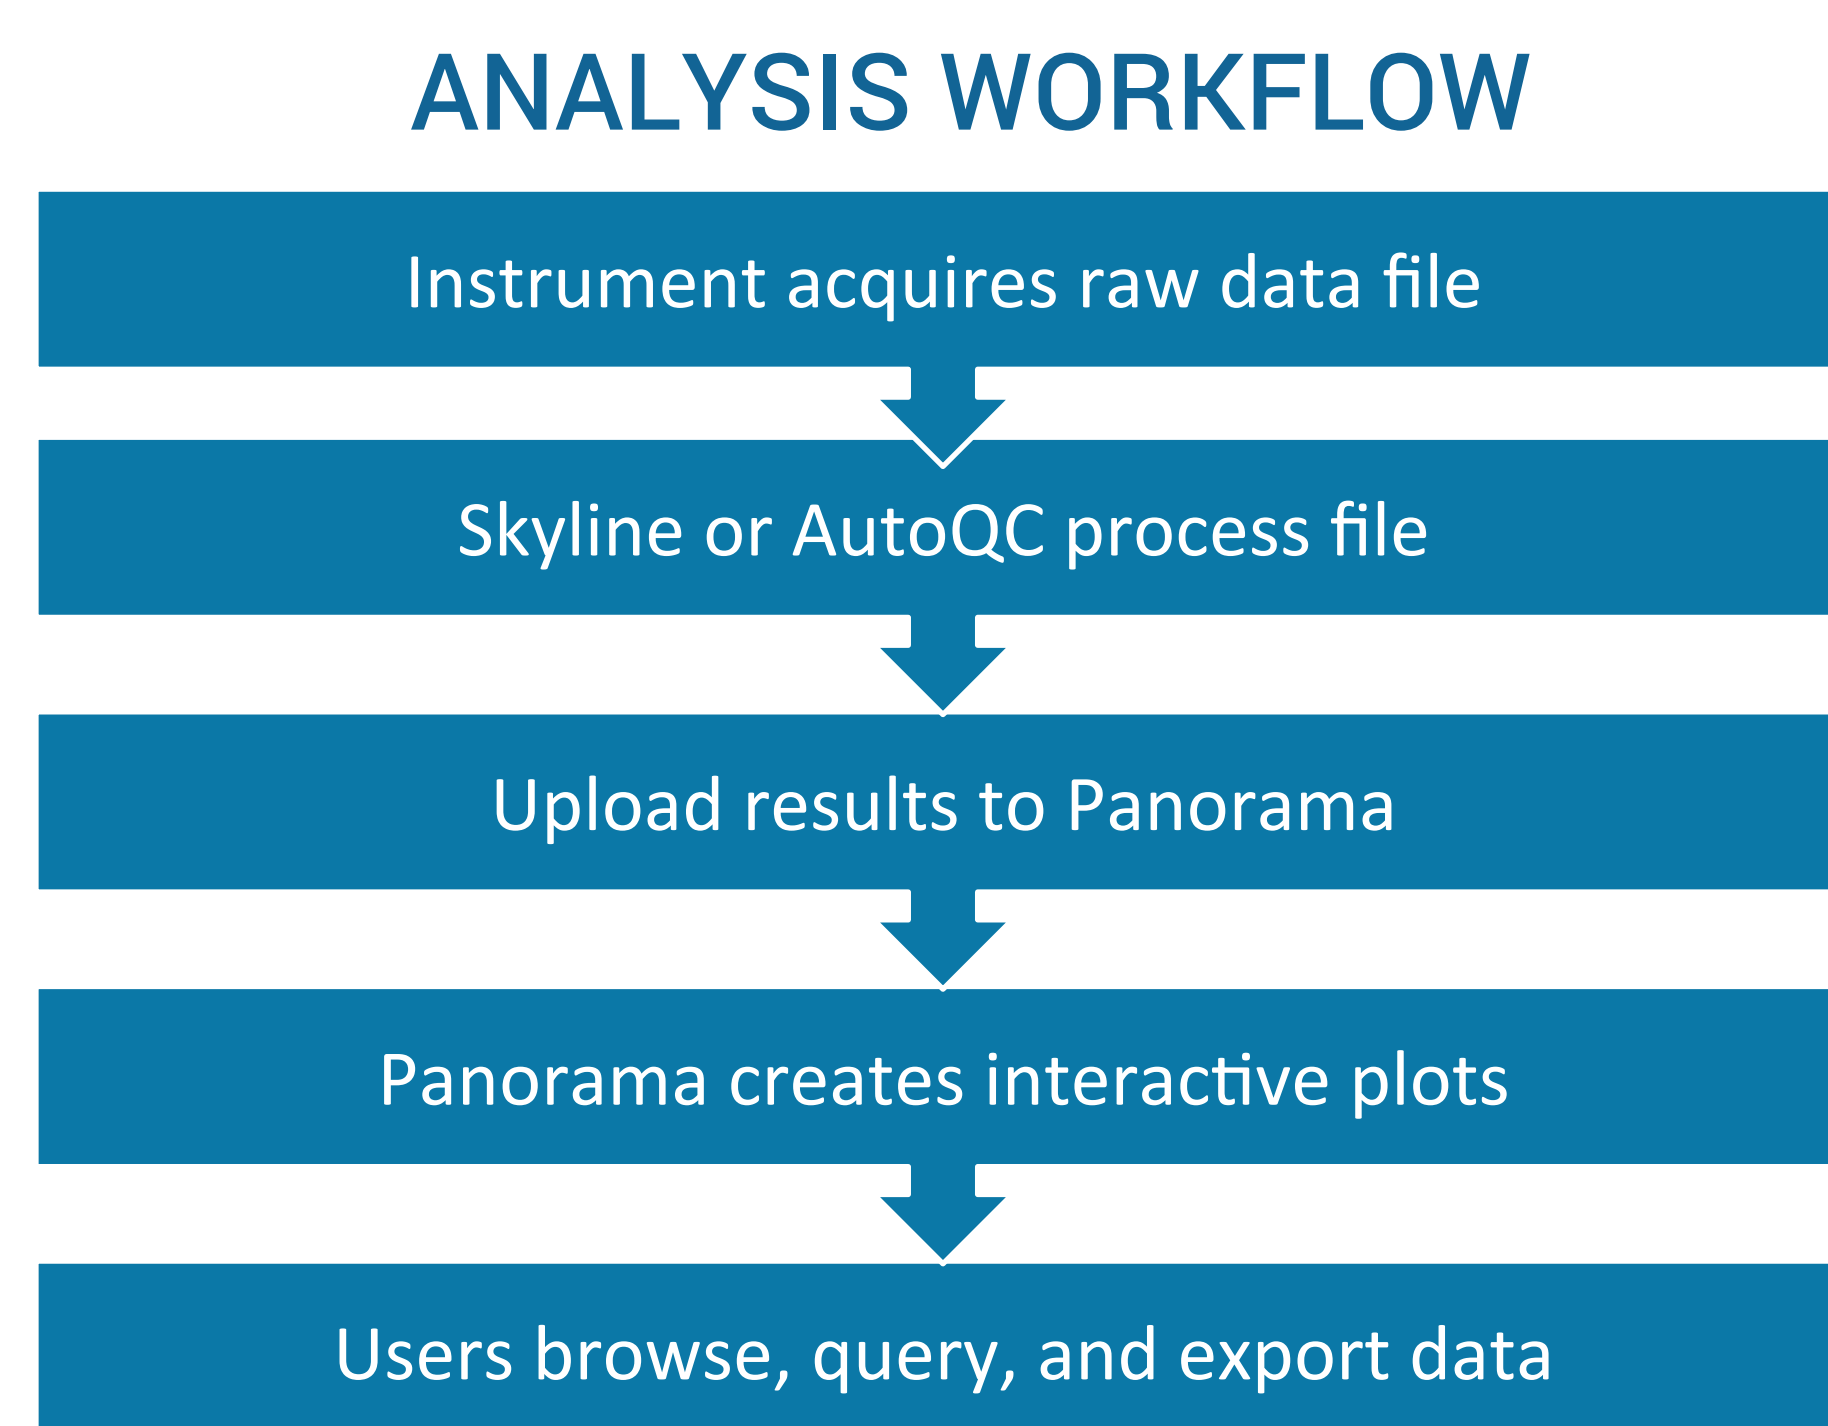 ANALYSIS WORKFLOW
Instrument acquires raw data file
Skyline or AutoQC process file
Upload results to Panorama
Panorama creates interactive plots
Users browse, query, and export data